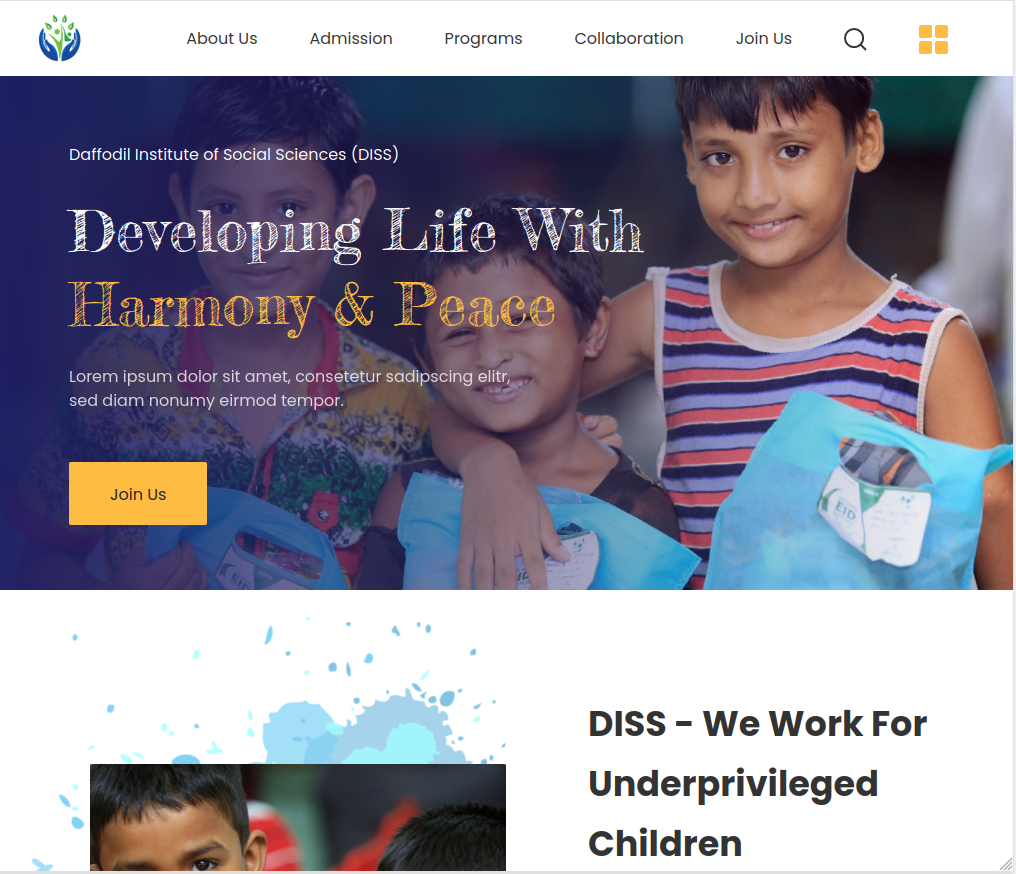 About Us
Admission
Programs
Collaboration
Join Us
Daffodil Institute of Social Sciences (DISS)
Developing Life With
Harmony & Peace
Lorem ipsum dolor sit amet, consetetur sadipscing elitr,
sed diam nonumy eirmod tempor.
Join Us
EID
EID
DISS - We Work For
Underprivileged
Children